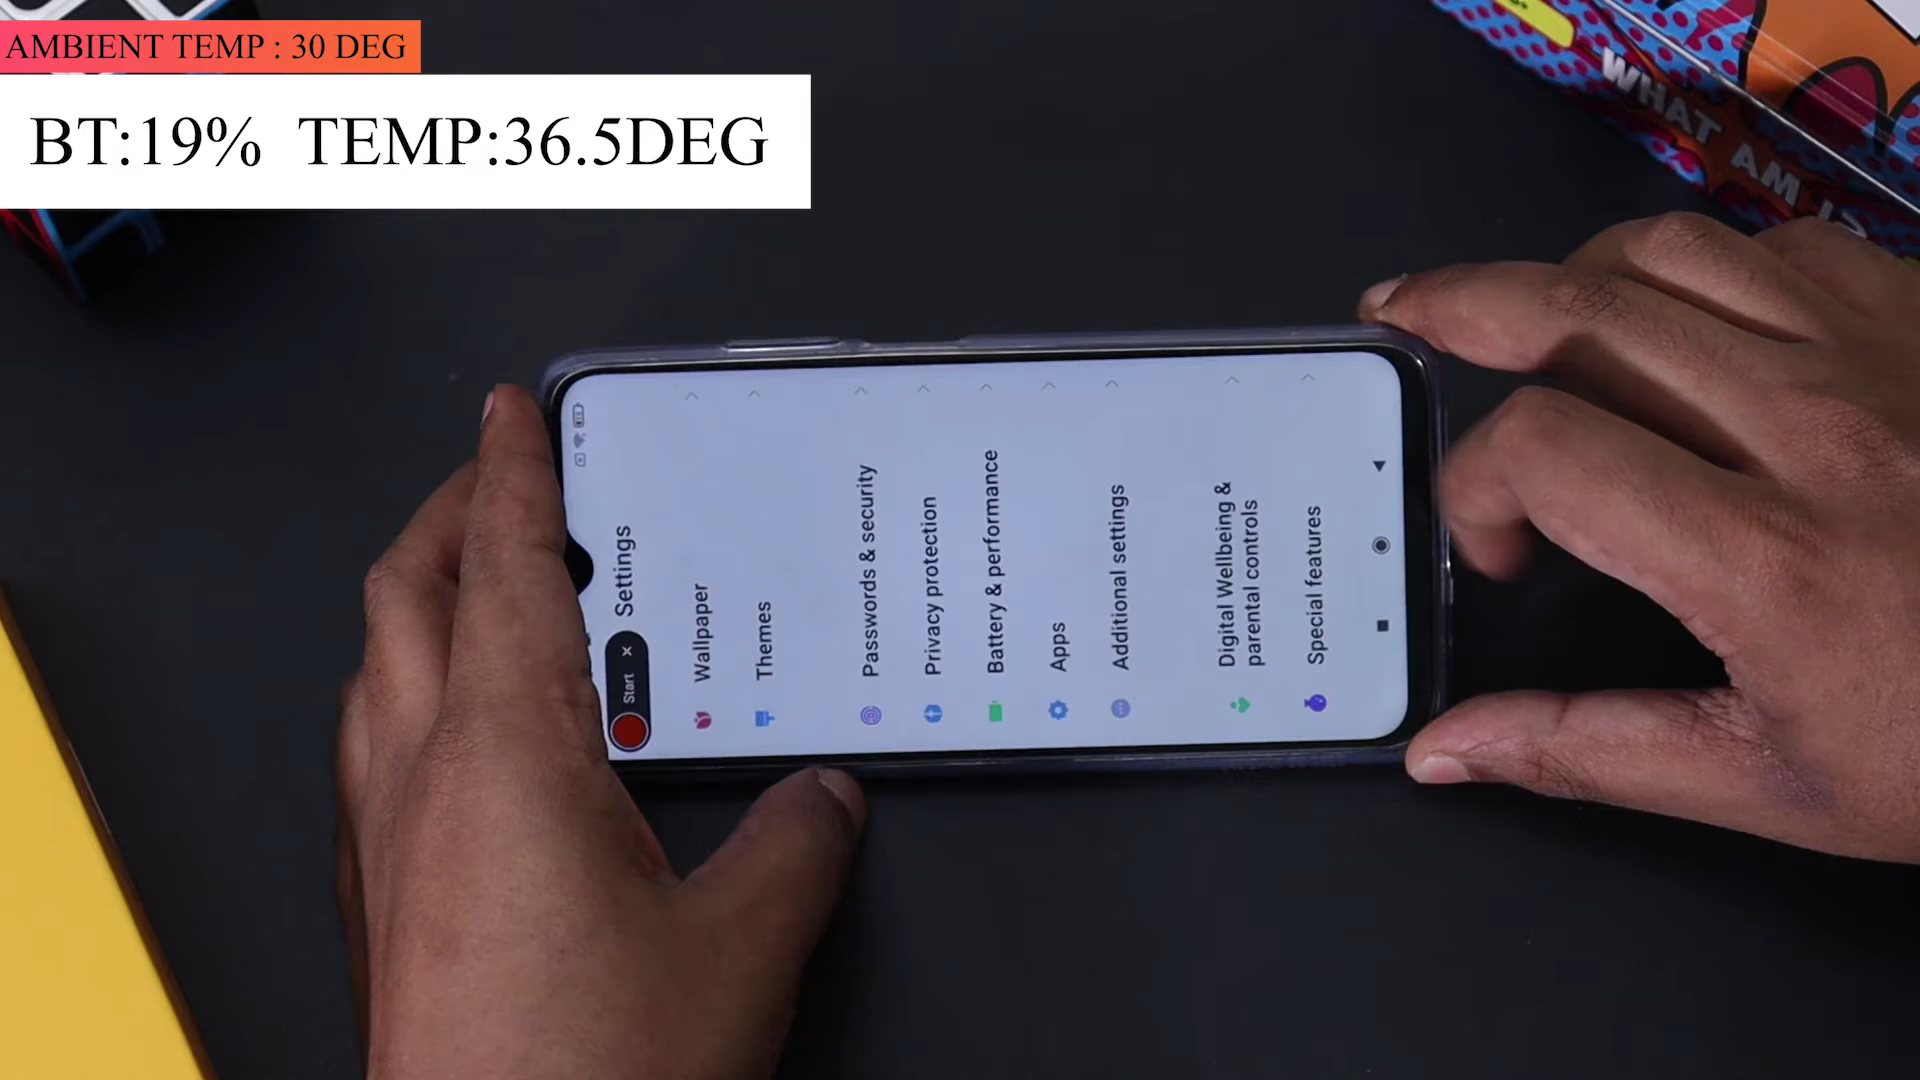 AMBIENT TEMP : 30 DEG
BT:19% TEMP:36.5DEG
WHAT AM I?
Settings
Start ×
Wallpaper
Themes
Passwords & security
Privacy protection
Battery & performance
Apps
Additional settings
Digital Wellbeing &
parental controls
Special features